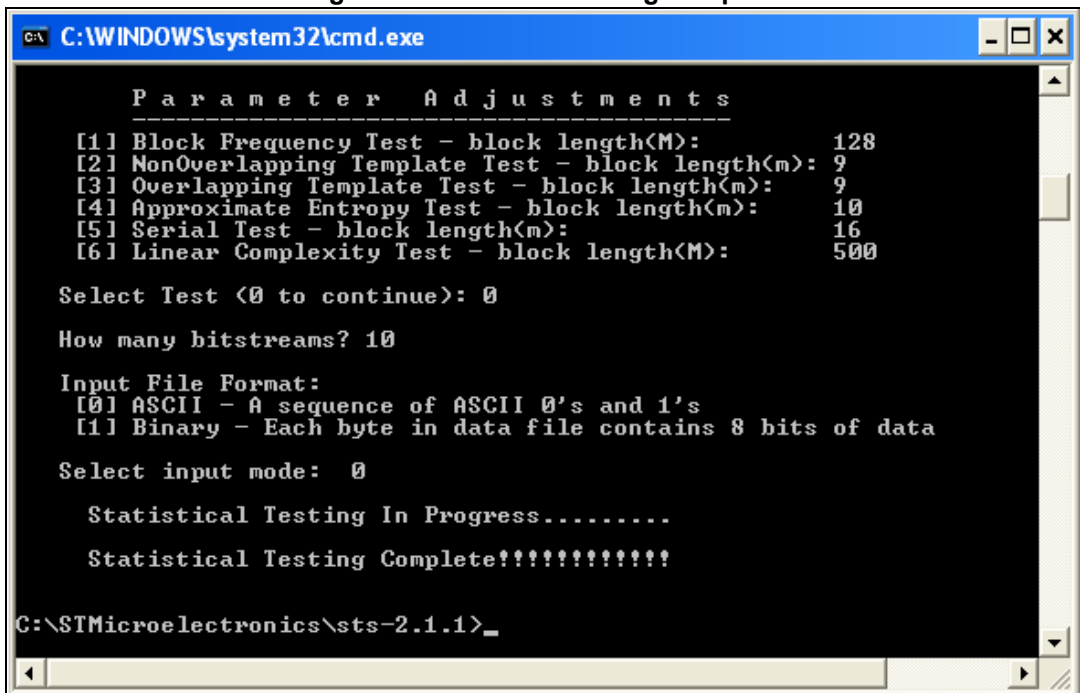 C:\WINDOWS\system32\cmd.exe
P a r a m e t e r   A d j u s t m e n t s
-----------------------------------------
[1] Block Frequency Test - block length(M): 128
[2] NonOverlapping Template Test - block length(m): 9
[3] Overlapping Template Test - block length(m): 9
[4] Approximate Entropy Test - block length(m): 10
[5] Serial Test - block length(m): 16
[6] Linear Complexity Test - block length(M): 500
Select Test (0 to continue): 0
How many bitstreams? 10
Input File Format:
[0] ASCII - A sequence of ASCII 0's and 1's
[1] Binary - Each byte in data file contains 8 bits of data
Select input mode: 0
Statistical Testing In Progress.........
Statistical Testing Complete!!!!!!!!!!!!
C:\STMicroelectronics\sts-2.1.1>_